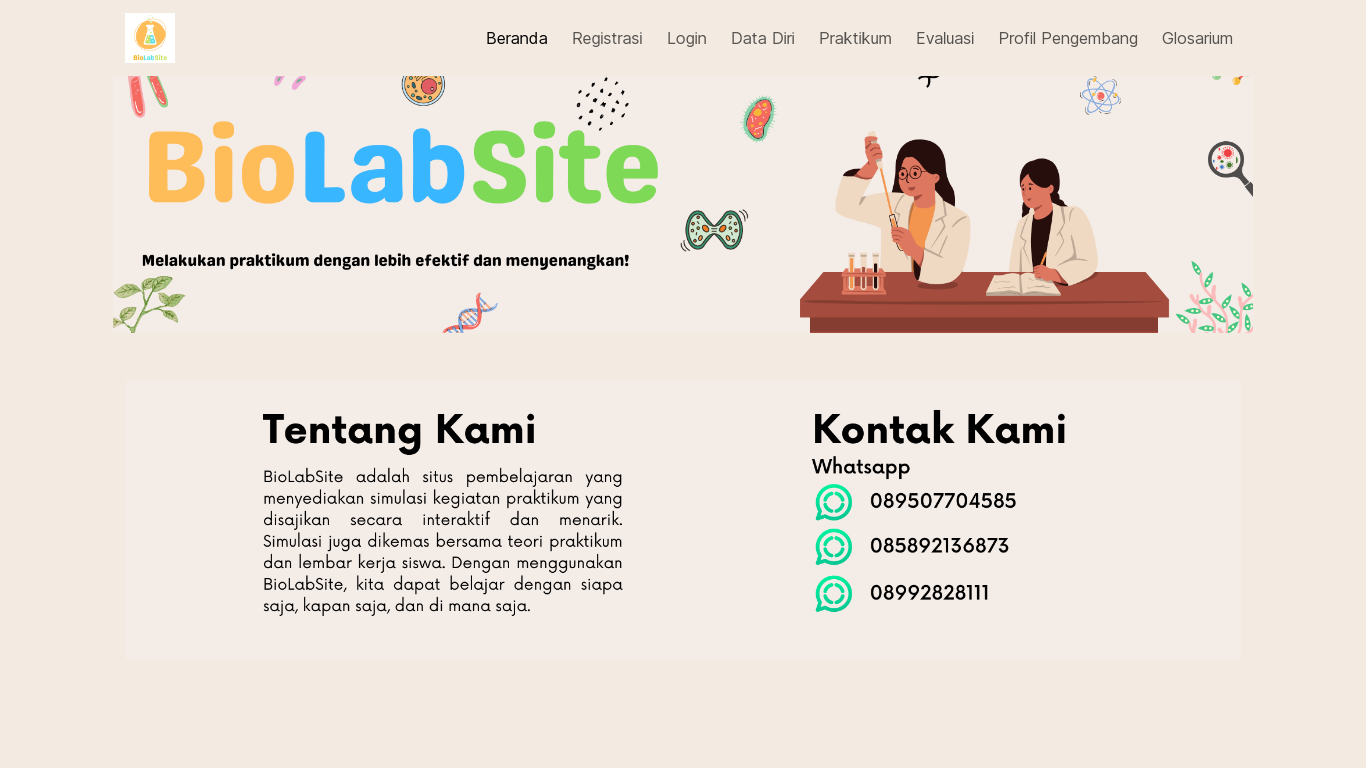 BioLabSite
Beranda Registrasi Login Data Diri Praktikum Evaluasi Profil Pengembang Glosarium
BioLabSite
Melakukan praktikum dengan lebih efektif dan menyenangkan!
Tentang Kami
BioLabSite adalah situs pembelajaran yang
menyediakan simulasi kegiatan praktikum yang
disajikan secara interaktif dan menarik.
Simulasi juga dikemas bersama teori praktikum
dan lembar kerja siswa. Dengan menggunakan
BioLabSite, kita dapat belajar dengan siapa
saja, kapan saja, dan di mana saja.
Kontak Kami
Whatsapp
089507704585
085892136873
08992828111